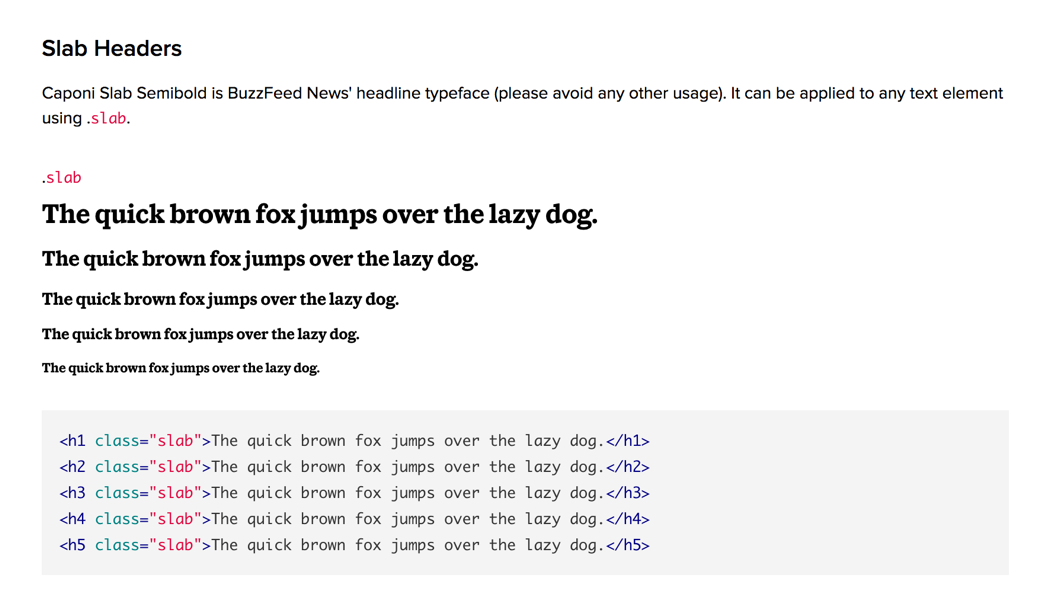 Slab Headers
Caponi Slab Semibold is BuzzFeed News' headline typeface (please avoid any other usage). It can be applied to any text element
using .slab.
.slab
The quick brown fox jumps over the lazy dog.
The quick brown fox jumps over the lazy dog.
The quick brown fox jumps over the lazy dog.
The quick brown fox jumps over the lazy dog.
The quick brown fox jumps over the lazy dog.
<h1 class="slab">The quick brown fox jumps over the lazy dog.</h1>
<h2 class="slab">The quick brown fox jumps over the lazy dog.</h2>
<h3 class="slab">The quick brown fox jumps over the lazy dog.</h3>
<h4 class="slab">The quick brown fox jumps over the lazy dog.</h4>
<h5 class="slab">The quick brown fox jumps over the lazy dog.</h5>